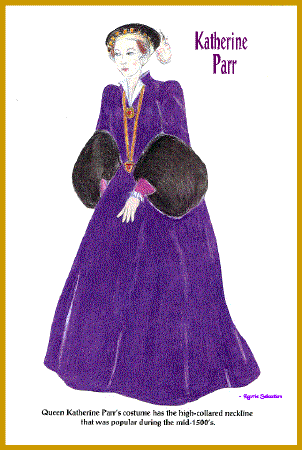 Katherine
Parr
Queen Katherine Parr's costume has the high-collared neckline
that was popular during the mid-1500's.